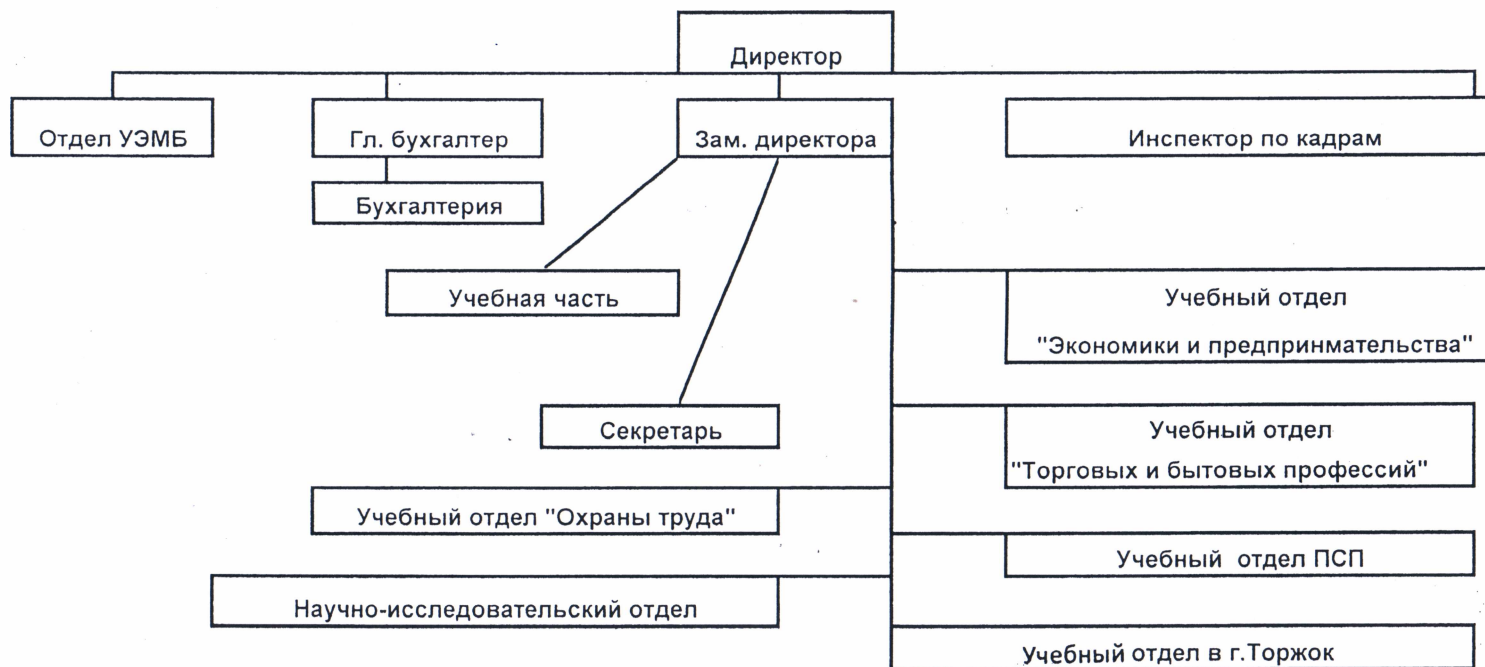 Директор
Отдел УЭМБ
Гл. бухгалтер
Зам. директора
Инспектор по кадрам
Бухгалтерия
Учебная часть
Учебный отдел
"Экономики и предпринмательства"
Секретарь
Учебный отдел
"Торговых и бытовых профессий"
Учебный отдел "Охраны труда"
Учебный отдел ПСП
Научно-исследовательский отдел
Учебный отдел в г.Торжок